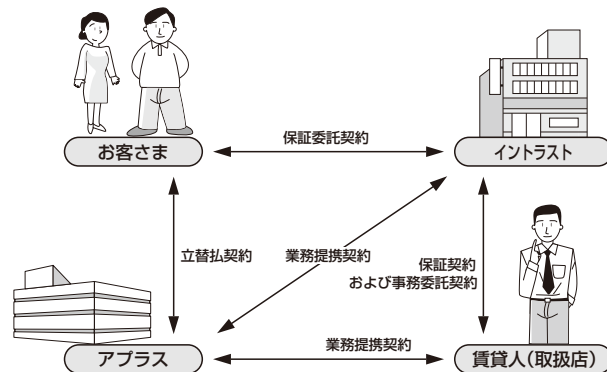 お客さま
保証委託契約
イントラスト
立替払契約
業務提携契約
保証契約
および事務委託契約
アプラス
業務提携契約
賃貸人(取扱店)